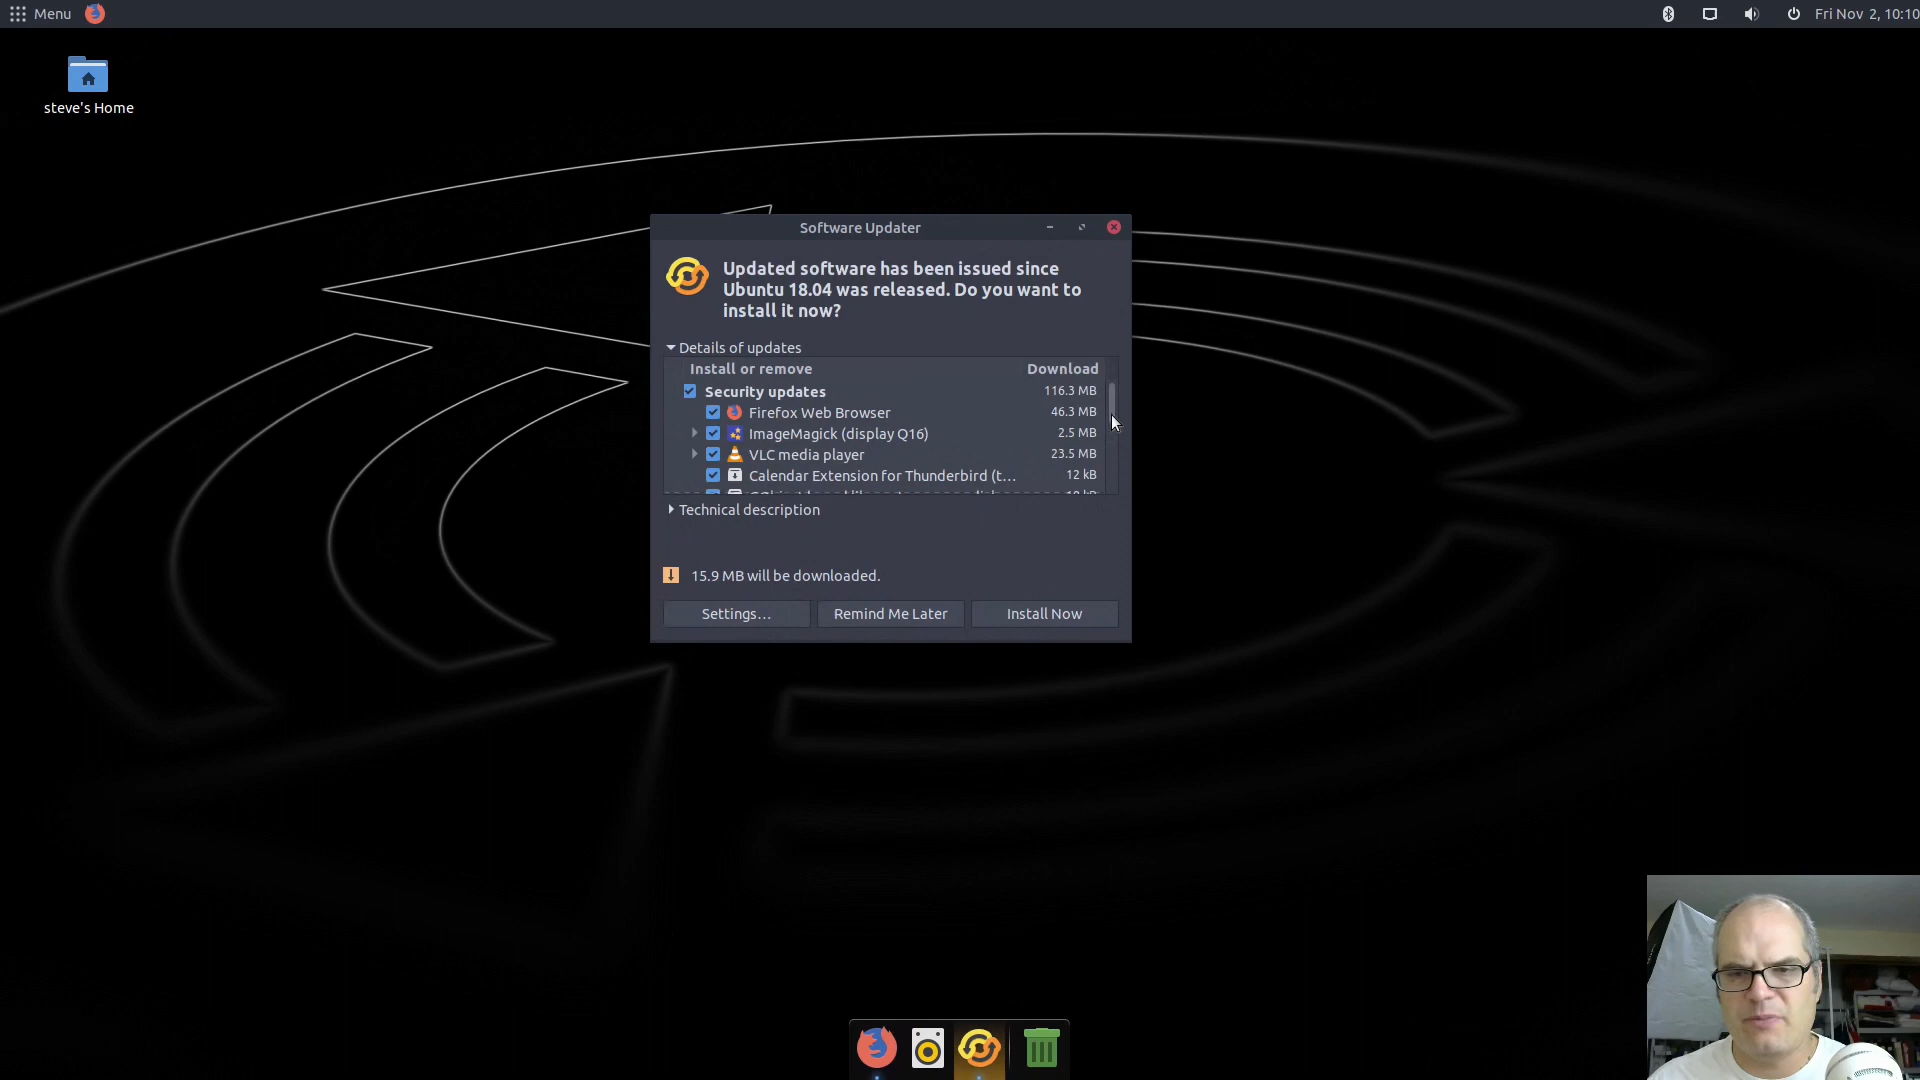 Menu
Fri Nov 2, 10:10
steve's Home
Software Updater
Updated software has been issued since
Ubuntu 18.04 was released. Do you want to
install it now?
Details of updates
Install or remove Download
Security updates 116.3 MB
Firefox Web Browser 46.3 MB
ImageMagick (display Q16) 2.5 MB
VLC media player 23.5 MB
Calendar Extension for Thunderbird (t... 12 kB
Technical description
15.9 MB will be downloaded.
Settings...
Remind Me Later
Install Now